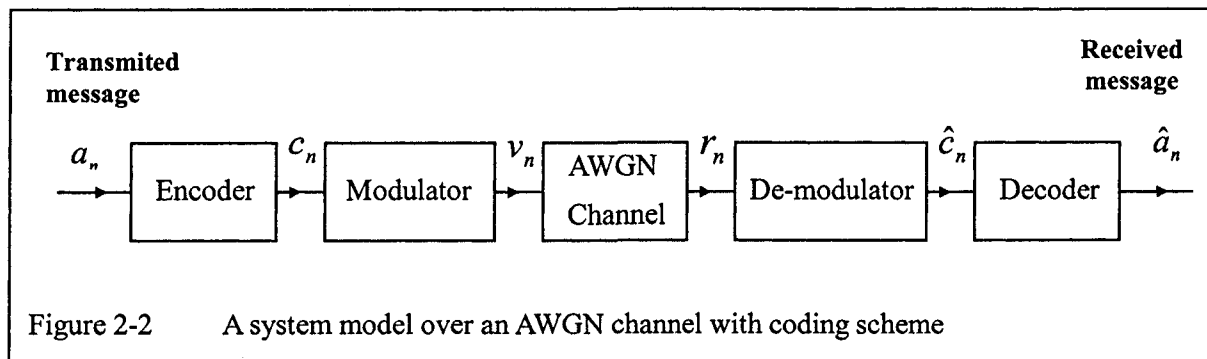 Transmited
message
Received
message
a_n
c_n
v_n
r_n
ĉ_n
â_n
Encoder
Modulator
AWGN
Channel
De-modulator
Decoder
Figure 2-2 A system model over an AWGN channel with coding scheme